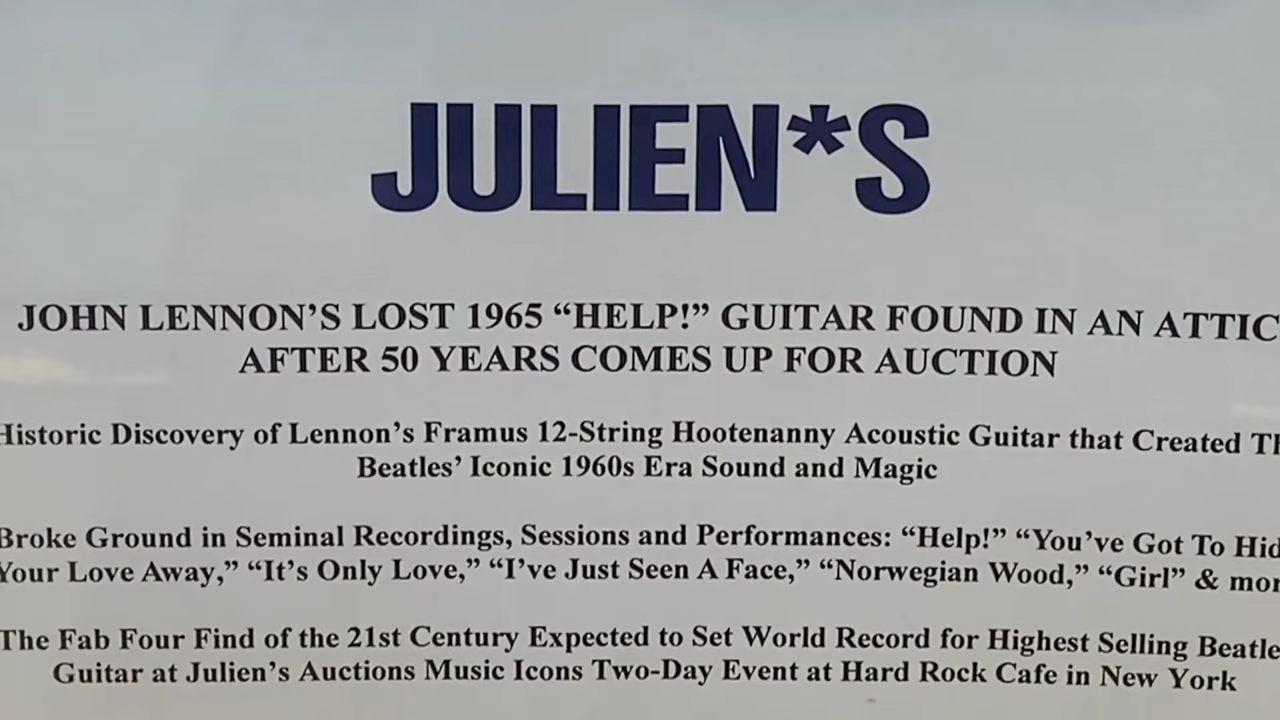 JULIEN*S
JOHN LENNON’S LOST 1965 “HELP!” GUITAR FOUND IN AN ATTIC
AFTER 50 YEARS COMES UP FOR AUCTION
Historic Discovery of Lennon’s Framus 12-String Hootenanny Acoustic Guitar that Created Th
Beatles’ Iconic 1960s Era Sound and Magic
Broke Ground in Seminal Recordings, Sessions and Performances: “Help!” “You’ve Got To Hid
Your Love Away,” “It’s Only Love,” “I’ve Just Seen A Face,” “Norwegian Wood,” “Girl” & mor
The Fab Four Find of the 21st Century Expected to Set World Record for Highest Selling Beatle
Guitar at Julien’s Auctions Music Icons Two-Day Event at Hard Rock Cafe in New York